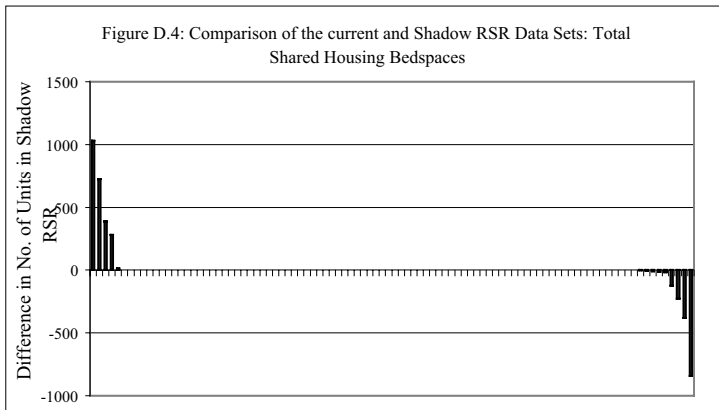 Figure D.4: Comparison of the current and Shadow RSR Data Sets: Total
Shared Housing Bedspaces
Difference in No. of Units in Shadow
RSR
1500
1000
500
0
-500
-1000